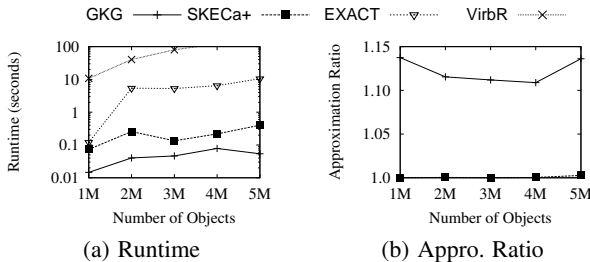 GKG SKECa+ EXACT VirbR
100
10
1
0.1
0.01
1M 2M 3M 4M 5M
Runtime (seconds)
Number of Objects
(a) Runtime
1.15
1.10
1.05
1.0
1M 2M 3M 4M 5M
Approximation Ratio
Number of Objects
(b) Appro. Ratio